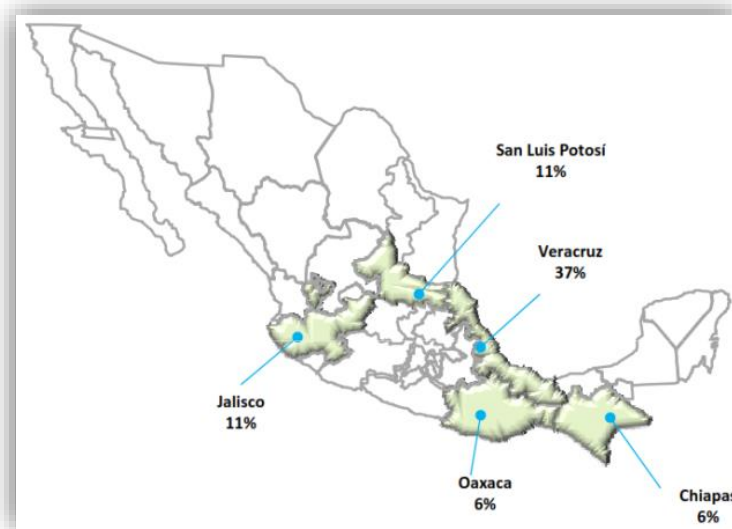 San Luis Potosí
11%
Veracruz
37%
Jalisco
11%
Oaxaca
6%
Chiapas
6%